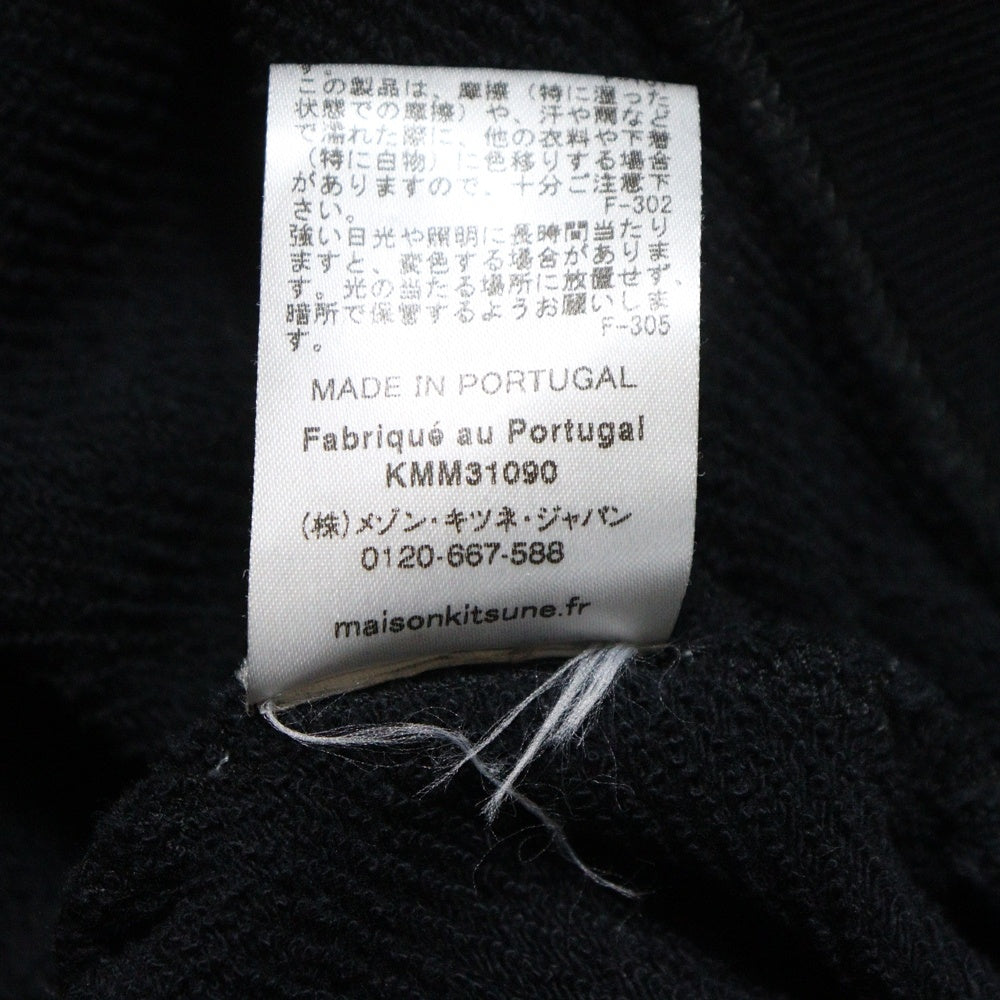 す。
この製品は、摩擦(特に湿った
状態での摩擦)や、汗や雨など
で濡れた際に、他の衣料や下着
(特に白物)に色移りする場合
がありますので、十分ご注意下
さい。 F-302
強い日光や照明に長時間当たり
ますと、変色する場合がありま
す。光の当たる場所に放置せず、
暗所で保管するようお願いしま
す。 F-305
MADE IN PORTUGAL
Fabriqué au Portugal
KMM31090
(株)メゾン・キツネ・ジャパン
0120-667-588
maisonkitsune.fr